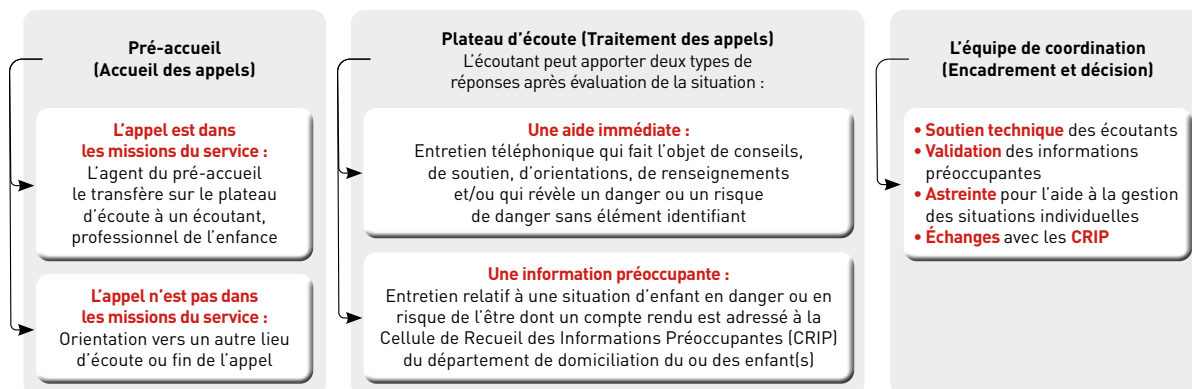 Pré-accueil
(Accueil des appels)
L'appel est dans
les missions du service :
L'agent du pré-accueil
le transfère sur le plateau
d'écoute à un écoutant,
professionnel de l'enfance
L'appel n'est pas dans
les missions du service :
Orientation vers un autre lieu
d'écoute ou fin de l'appel
Plateau d'écoute (Traitement des appels)
L'écoutant peut apporter deux types de
réponses après évaluation de la situation :
Une aide immédiate :
Entretien téléphonique qui fait l'objet de conseils,
de soutien, d'orientations, de renseignements
et/ou qui révèle un danger ou un risque
de danger sans élément identifiant
Une information préoccupante :
Entretien relatif à une situation d'enfant en danger ou en
risque de l'être dont un compte rendu est adressé à la
Cellule de Recueil des Informations Préoccupantes (CRIP)
du département de domiciliation du ou des enfant(s)
L'équipe de coordination
(Encadrement et décision)
• Soutien technique des écoutants
• Validation des informations
préoccupantes
• Astreinte pour l'aide à la gestion
des situations individuelles
• Échanges avec les CRIP